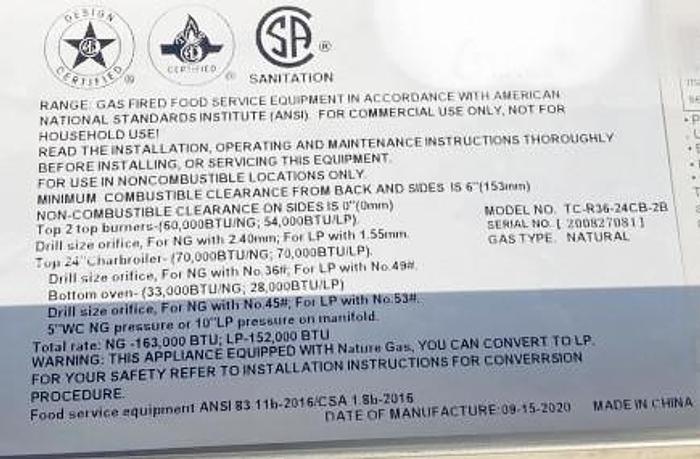 DESIGN
CERTIFIED ®
CERTIFIED ®
SA ®
SANITATION
RANGE: GAS FIRED FOOD SERVICE EQUIPMENT IN ACCORDANCE WITH AMERICAN
NATIONAL STANDARDS INSTITUTE (ANSI). FOR COMMERCIAL USE ONLY, NOT FOR
HOUSEHOLD USE!
READ THE INSTALLATION, OPERATING AND MAINTENANCE INSTRUCTIONS THOROUGHLY
BEFORE INSTALLING, OR SERVICING THIS EQUIPMENT.
FOR USE IN NONCOMBUSTIBLE LOCATIONS ONLY.
MINIMUM COMBUSTIBLE CLEARANCE FROM BACK AND SIDES IS 6"(153mm)
NON-COMBUSTIBLE CLEARANCE ON SIDES IS 0"(0mm)
Top 2 top burners-(60,000BTU/NG; 54,000BTU/LP).
Drill size orifice, For NG with 2.40mm; For LP with 1.55mm.
Top 24" Charbroiler- (70,000BTU/NG; 70,000BTU/LP).
Drill size orifice, For NG with No.36#; For LP with No.49#.
Bottom oven- (33,000BTU/NG; 28,000BTU/LP)
Drill size orifice, For NG with No.45#; For LP with No.53#.
5"WC NG pressure or 10"LP pressure on manifold.
Total rate: NG -163,000 BTU; LP-152,000 BTU
WARNING: THIS APPLIANCE EQUIPPED WITH Nature Gas, YOU CAN CONVERT TO LP.
FOR YOUR SAFETY REFER TO INSTALLATION INSTRUCTIONS FOR CONVERRSION
PROCEDURE.
Food service equipment ANSI 83 11b-2016/CSA 1.8b-2016
MODEL NO. TC-R36-24CB-2B
SERIAL NO. [ 200827081 ]
GAS TYPE. NATURAL
DATE OF MANUFACTURE:09-15-2020 MADE IN CHINA